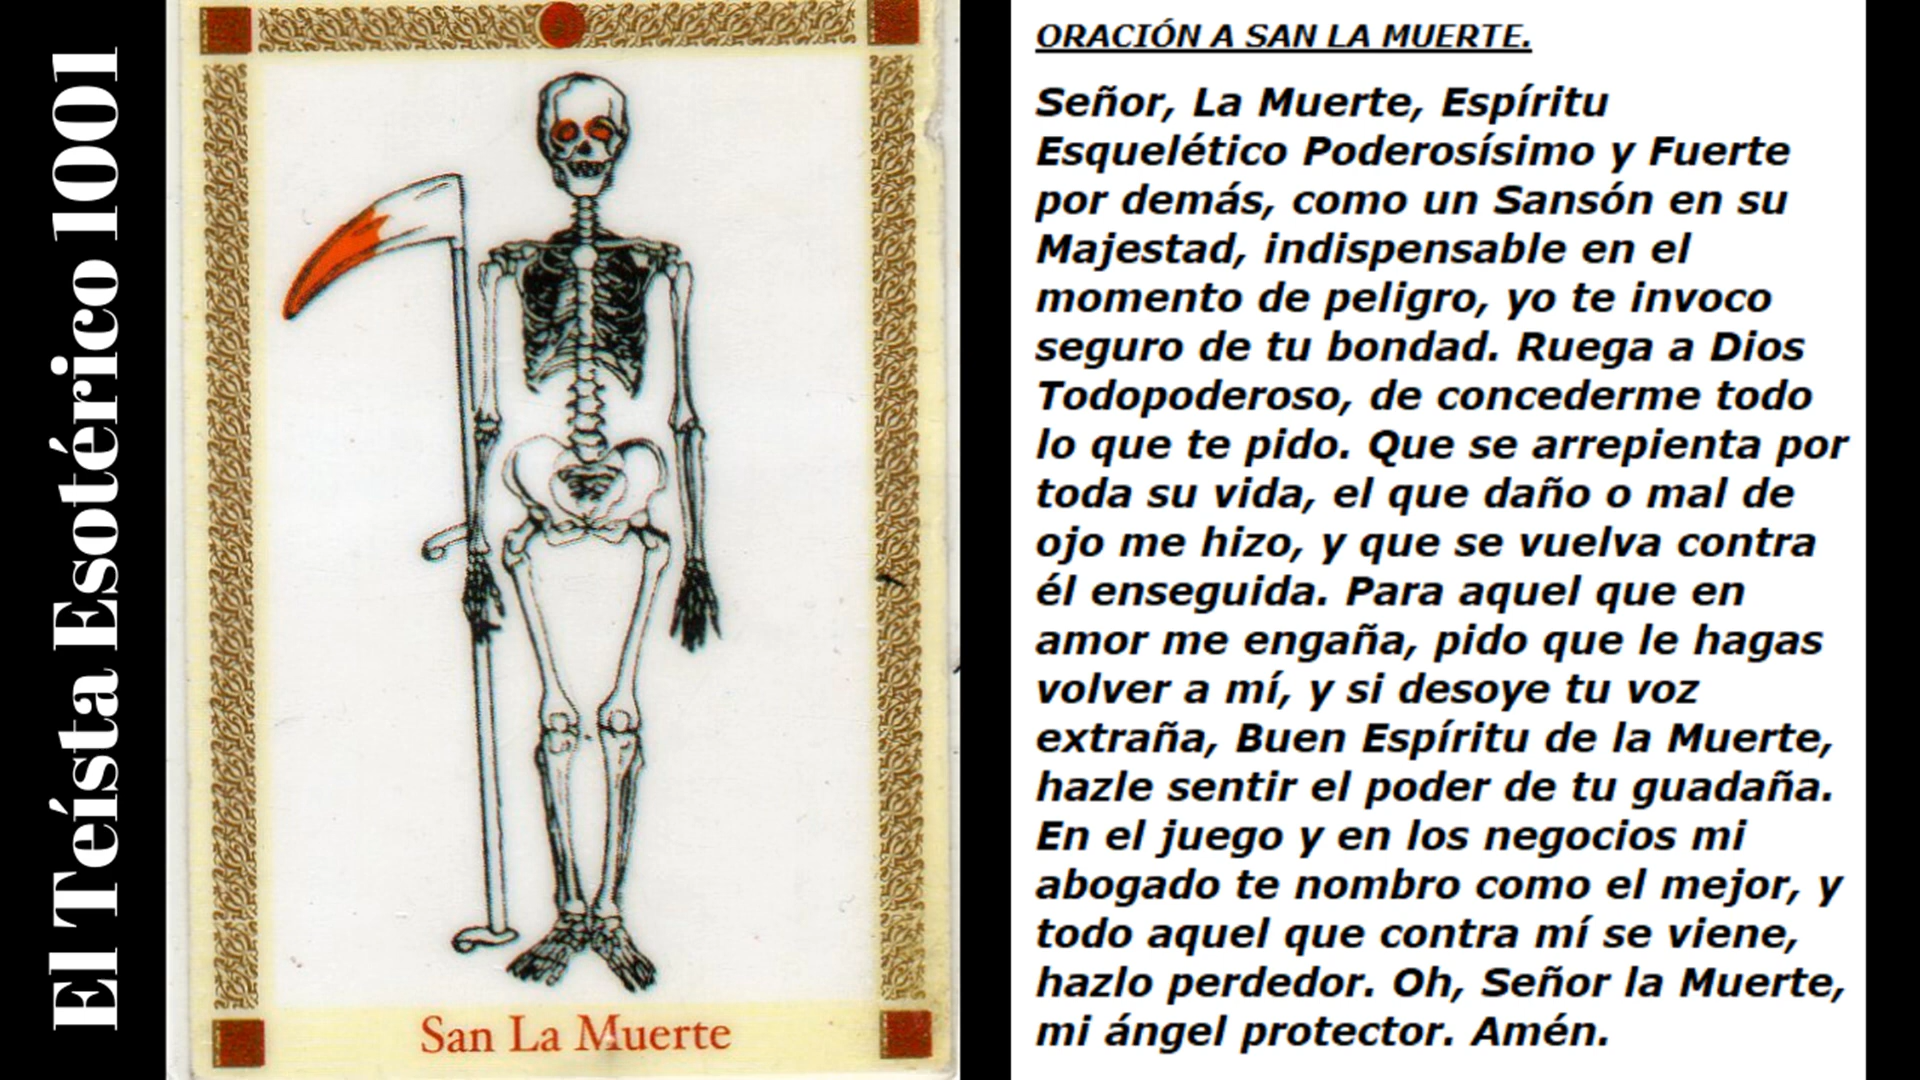 El Teísta Esotérico 1001
San La Muerte
ORACIÓN A SAN LA MUERTE.
Señor, La Muerte, Espíritu
Esquelético Poderosísimo y Fuerte
por demás, como un Sansón en su
Majestad, indispensable en el
momento de peligro, yo te invoco
seguro de tu bondad. Ruega a Dios
Todopoderoso, de concederme todo
lo que te pido. Que se arrepienta por
toda su vida, el que daño o mal de
ojo me hizo, y que se vuelva contra
él enseguida. Para aquel que en
amor me engaña, pido que le hagas
volver a mí, y si desoye tu voz
extraña, Buen Espíritu de la Muerte,
hazle sentir el poder de tu guadaña.
En el juego y en los negocios mi
abogado te nombro como el mejor, y
todo aquel que contra mí se viene,
hazlo perdedor. Oh, Señor la Muerte,
mi ángel protector. Amén.